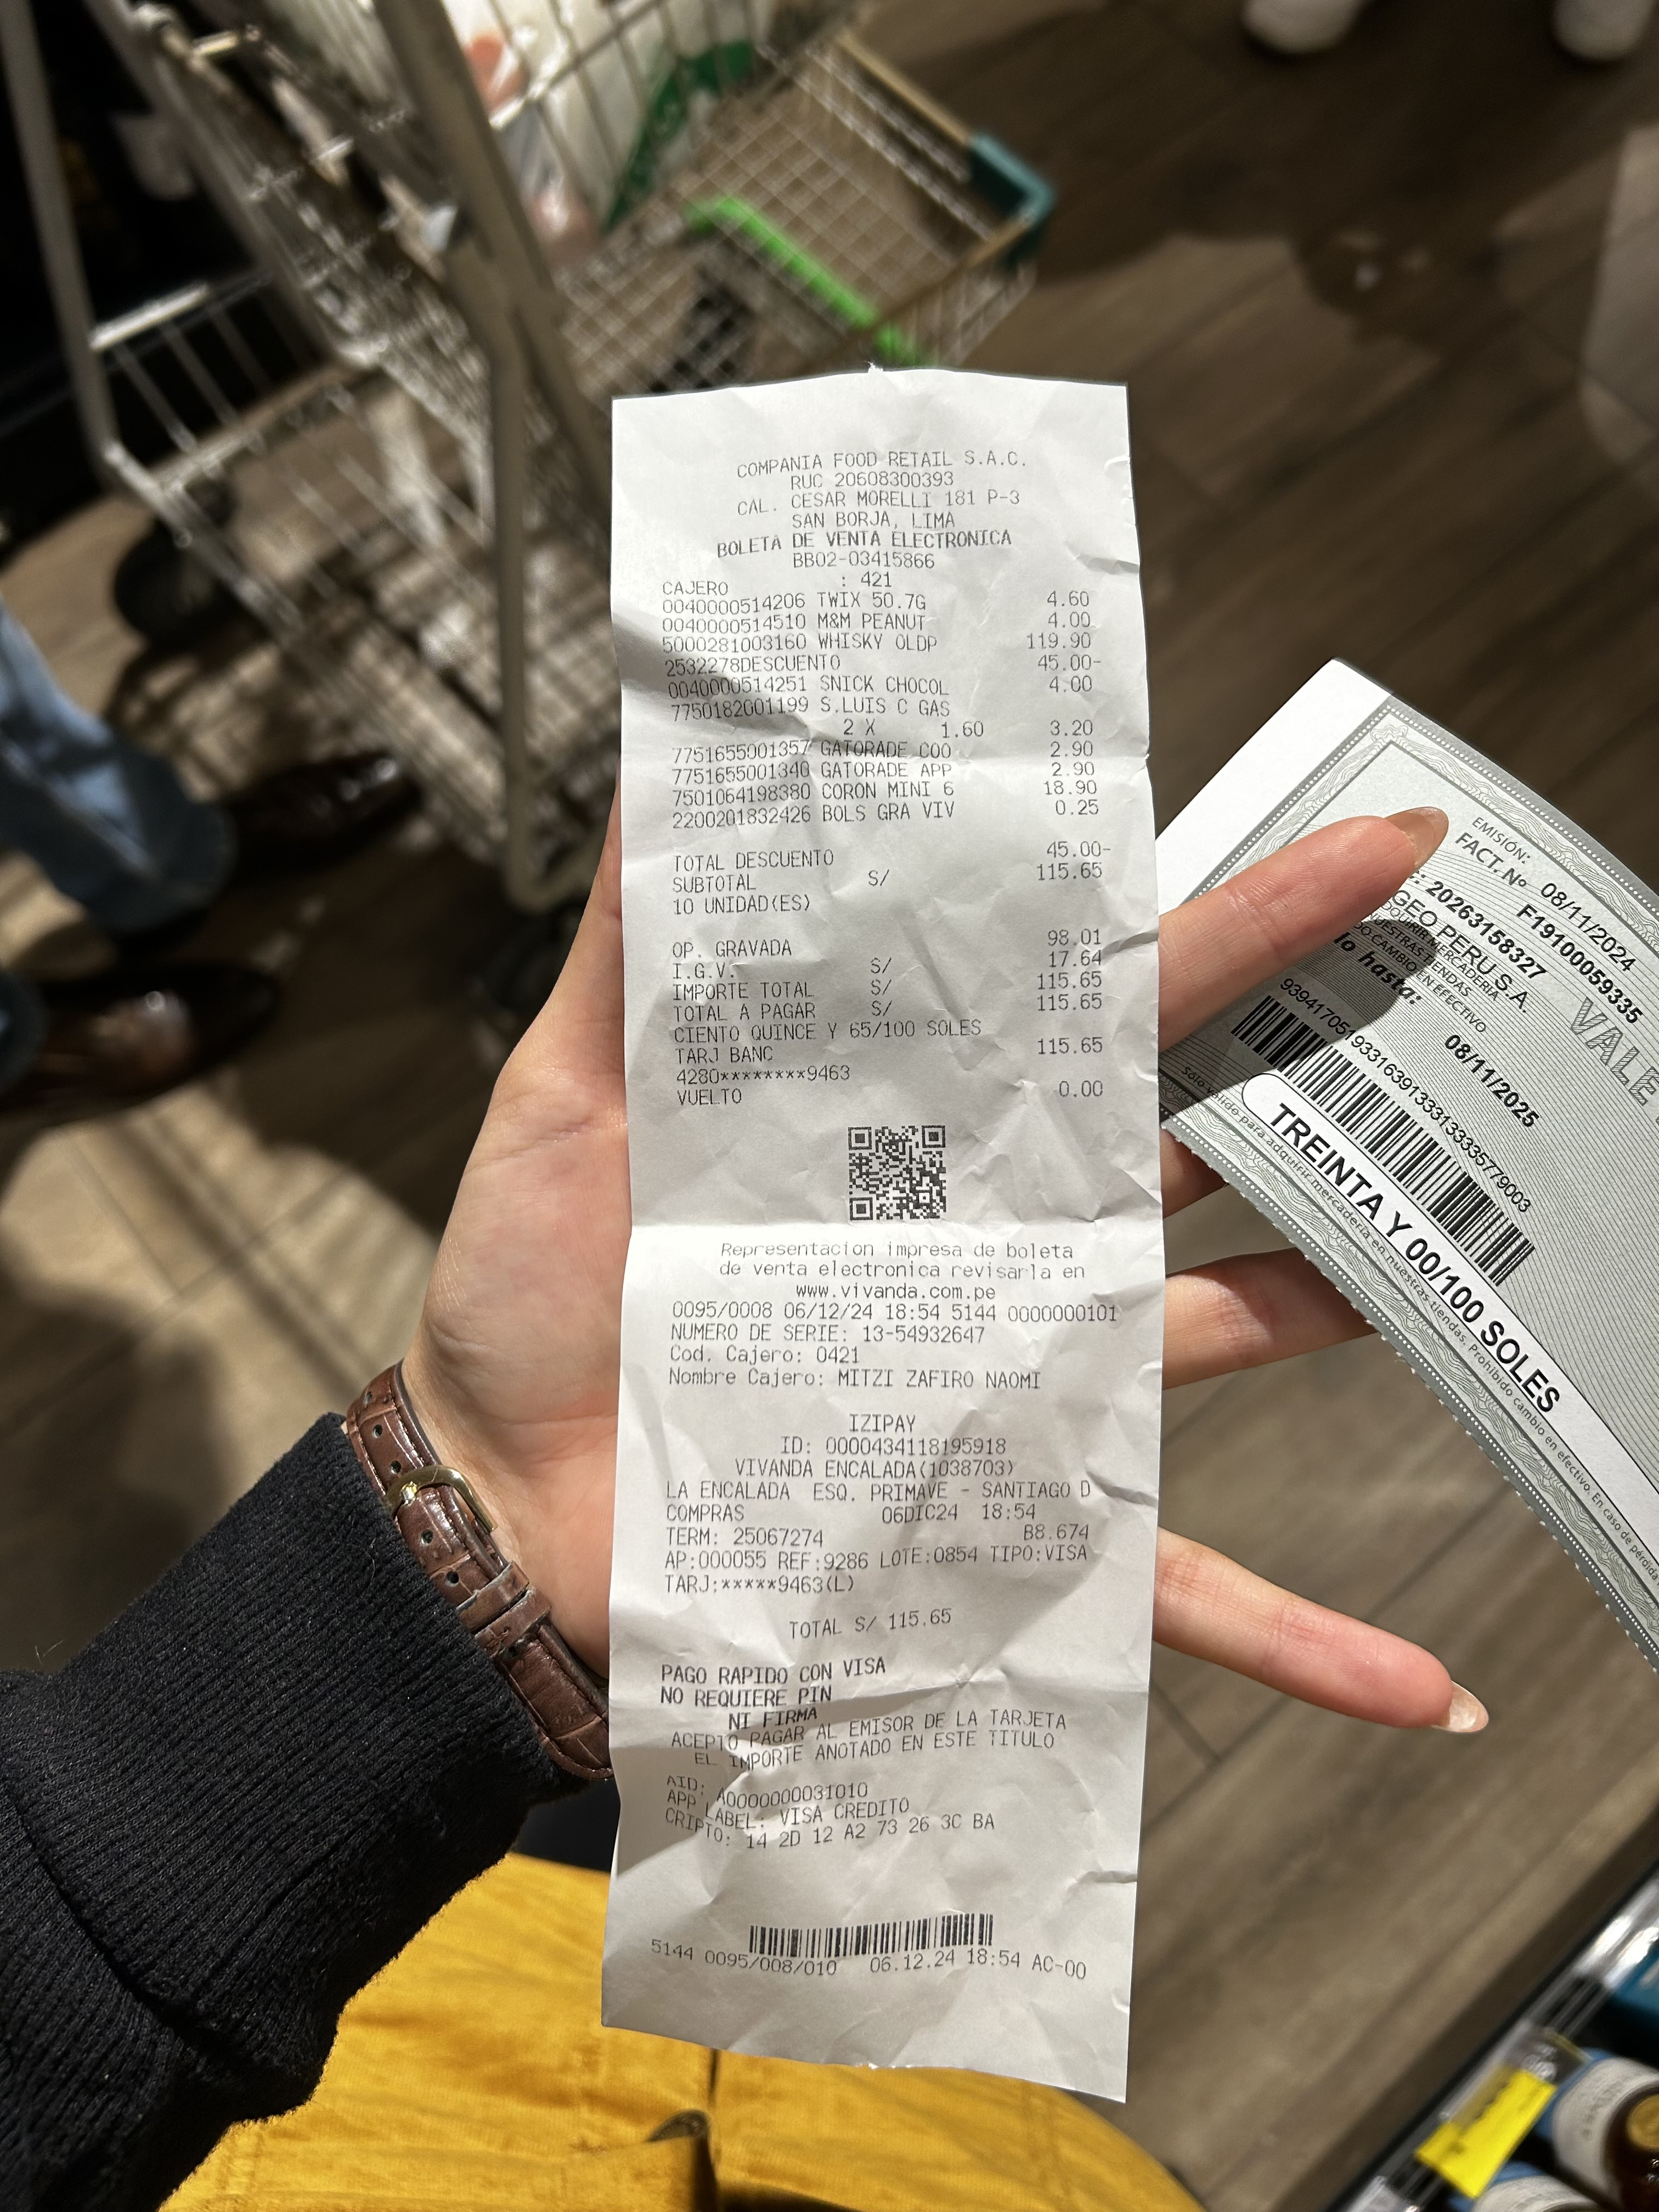 COMPANIA FOOD RETAIL S.A.C.
RUC 20608300393
CAL. CESAR MORELLI 181 P-3
SAN BORJA, LIMA
BOLETA DE VENTA ELECTRONICA
BB02-03415866
CAJERO : 421
0040000514206 TWIX 50.7G 4.60
0040000514510 M&M PEANUT 4.00
5000281003160 WHISKY OLDP 119.90
2532278DESCUENTO 45.00-
0040000514251 SNICK CHOCOL 4.00
7750182001199 S.LUIS C GAS
2 X 1.60 3.20
7751655001357 GATORADE COO 2.90
7751655001340 GATORADE APP 2.90
7501064198380 CORON MINI 6 18.90
2200201832426 BOLS GRA VIV 0.25
TOTAL DESCUENTO 45.00-
SUBTOTAL S/ 115.65
10 UNIDAD(ES)
OP. GRAVADA 98.01
I.G.V. S/ 17.64
IMPORTE TOTAL S/ 115.65
TOTAL A PAGAR S/ 115.65
CIENTO QUINCE Y 65/100 SOLES
TARJ BANC 115.65
4280********9463
VUELTO 0.00
Representacion impresa de boleta
de venta electronica revisarla en
www.vivanda.com.pe
0095/0008 06/12/24 18:54 5144 0000000101
NUMERO DE SERIE: 13-54932647
Cod. Cajero: 0421
Nombre Cajero: MITZI ZAFIRO NAOMI
IZIPAY
ID: 0000434118195918
VIVANDA ENCALADA(1038703)
LA ENCALADA ESQ. PRIMAVE - SANTIAGO D
COMPRAS 06DIC24 18:54
TERM: 25067274 B8.674
AP:000055 REF:9286 LOTE:0854 TIPO:VISA
TARJ:*****9463(L)
TOTAL S/ 115.65
PAGO RAPIDO CON VISA
NO REQUIERE PIN
NI FIRMA
ACEPTO PAGAR AL EMISOR DE LA TARJETA
EL IMPORTE ANOTADO EN ESTE TITULO
AID: A0000000031010
APP LABEL: VISA CREDITO
CRIPTO: 14 2D 12 A2 73 26 3C BA
5144 0095/008/010 06.12.24 18:54 AC-00
EMISIÓN: 08/11/2024
FACT. Nº F19100059335
: 20263158327
GEO PERU S.A.
MERCADERÍA
NUESTRAS TIENDAS
CAMBIO EN EFECTIVO
hasta: 08/11/2025
VALE
TREINTA Y 00/100 SOLES
Sólo válido para adquirir mercadería en nuestras tiendas. Prohibido cambio en efectivo. En caso de pérdida